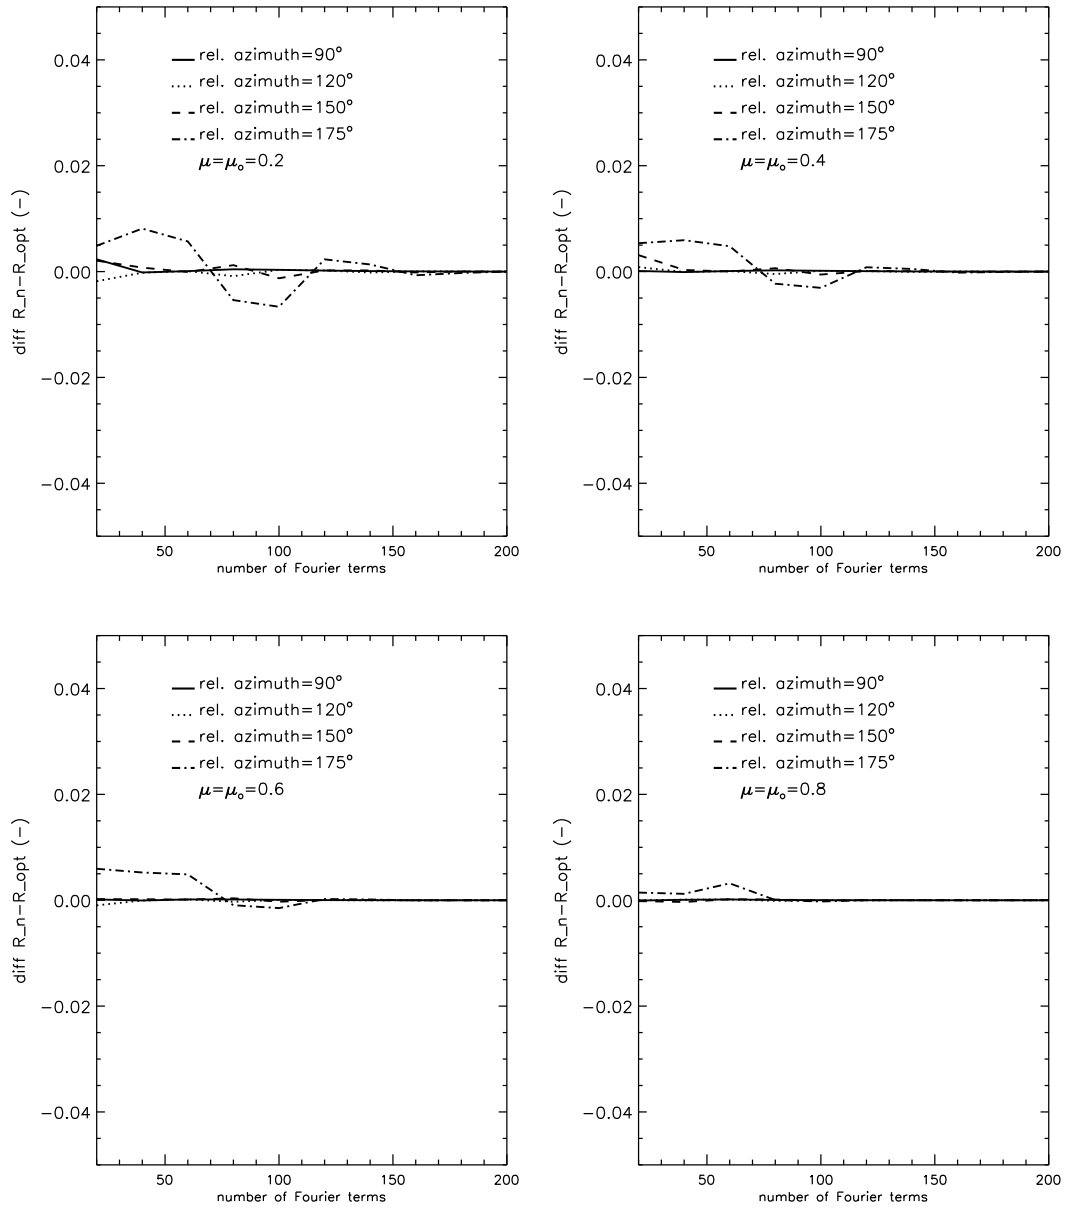 rel. azimuth=90°
rel. azimuth=120°
rel. azimuth=150°
rel. azimuth=175°
μ=μ₀=0.2
0.04
0.02
0.00
−0.02
−0.04
diff R_n−R_opt (−)
50 100 150 200
number of Fourier terms
rel. azimuth=90°
rel. azimuth=120°
rel. azimuth=150°
rel. azimuth=175°
μ=μ₀=0.4
0.04
0.02
0.00
−0.02
−0.04
diff R_n−R_opt (−)
50 100 150 200
number of Fourier terms
rel. azimuth=90°
rel. azimuth=120°
rel. azimuth=150°
rel. azimuth=175°
μ=μ₀=0.6
0.04
0.02
0.00
−0.02
−0.04
diff R_n−R_opt (−)
50 100 150 200
number of Fourier terms
rel. azimuth=90°
rel. azimuth=120°
rel. azimuth=150°
rel. azimuth=175°
μ=μ₀=0.8
0.04
0.02
0.00
−0.02
−0.04
diff R_n−R_opt (−)
50 100 150 200
number of Fourier terms